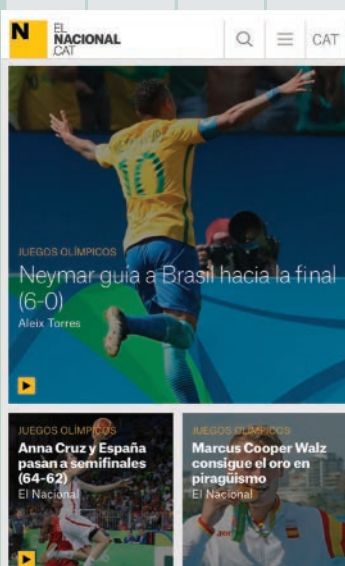 N EL
NACIONAL
.CAT
CAT
10
JUEGOS OLÍMPICOS
Neymar guía a Brasil hacia la final
(6-0)
Aleix Torres
JUEGOS OLÍMPICOS
Anna Cruz y España
pasan a semifinales
(64-62)
El Nacional
JUEGOS OLÍMPICOS
Marcus Cooper Walz
consigue el oro en
piragüismo
El Nacional